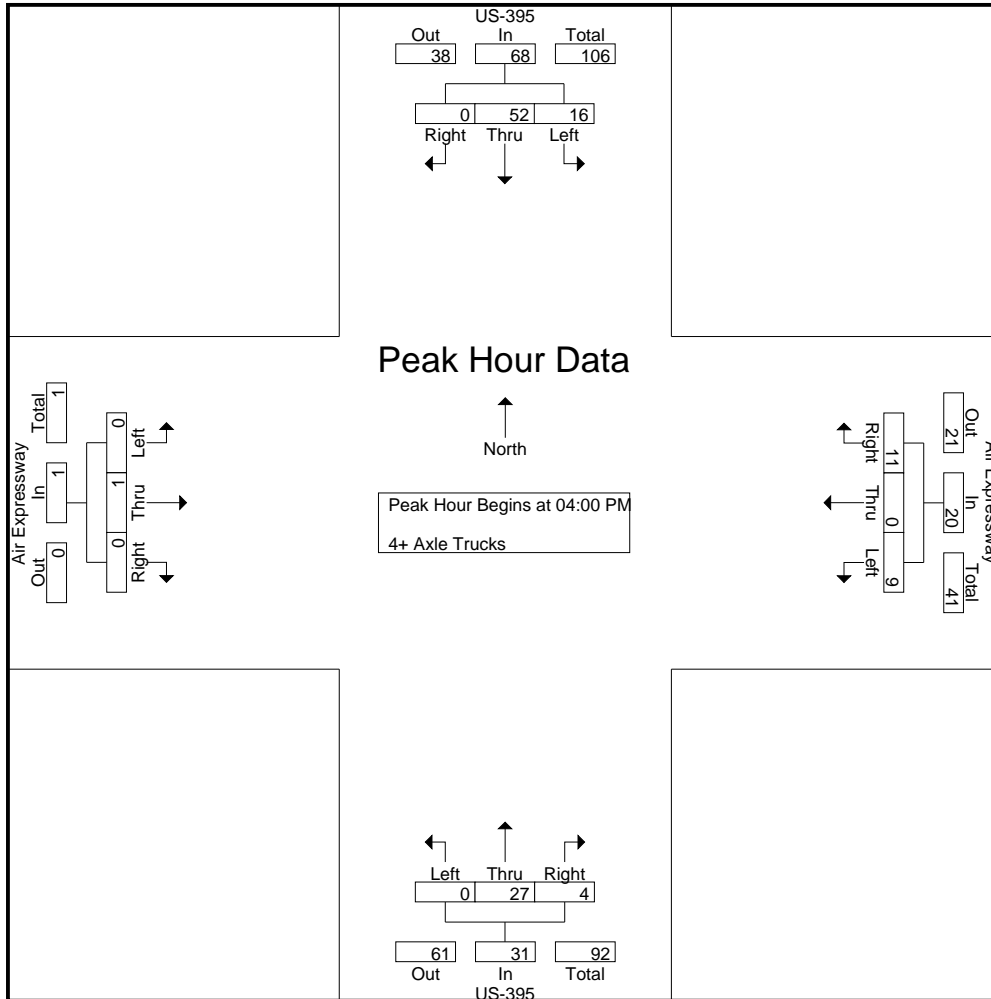 US-395
Out In Total
38 68 106
0 52 16
Right Thru Left
Peak Hour Data
North
Peak Hour Begins at 04:00 PM
4+ Axle Trucks
Air Expressway
Out In Total
0 1 1
Right Thru Left
0 1 0
Air Expressway
Out In Total
21 20 41
11 0 9
Right Thru Left
Left Thru Right
0 27 4
61 31 92
Out In Total
US-395